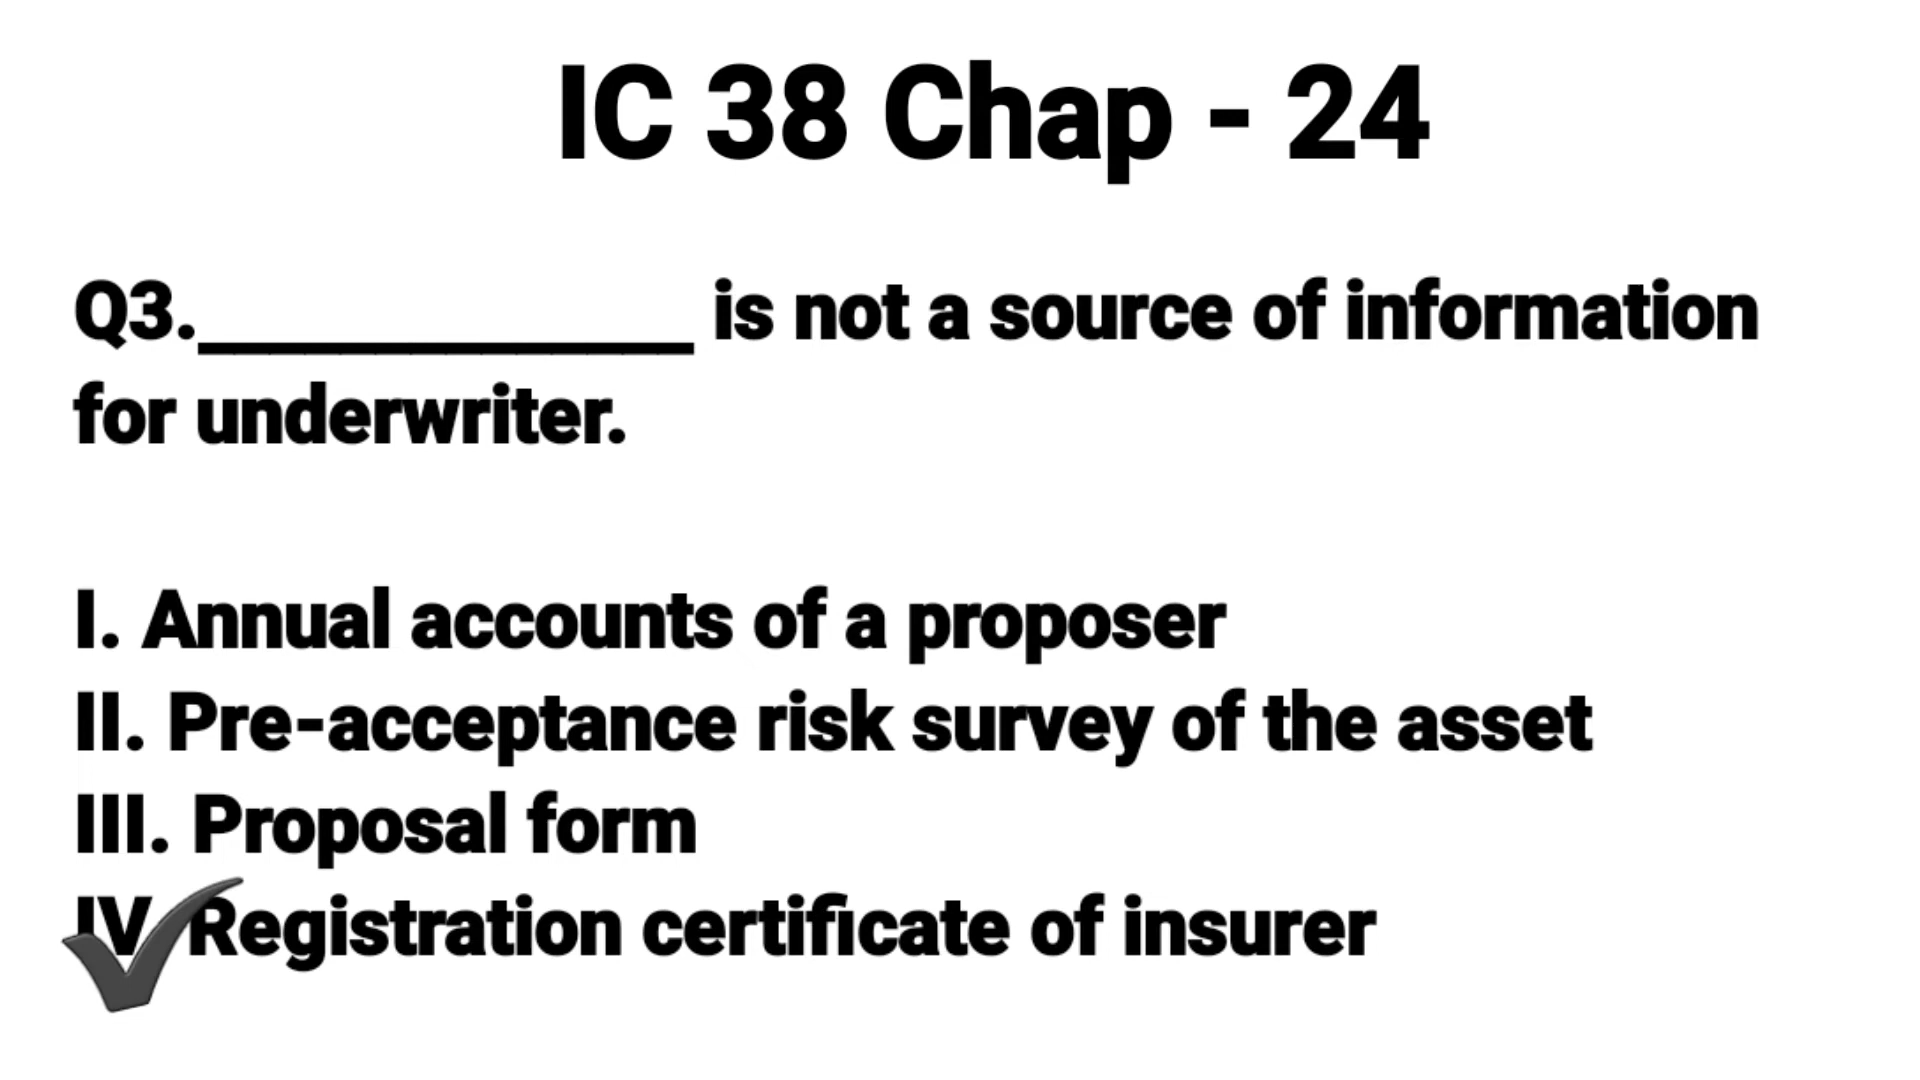 IC 38 Chap - 24
Q3.______________ is not a source of information
for underwriter.
I. Annual accounts of a proposer
II. Pre-acceptance risk survey of the asset
III. Proposal form
IV. Registration certificate of insurer